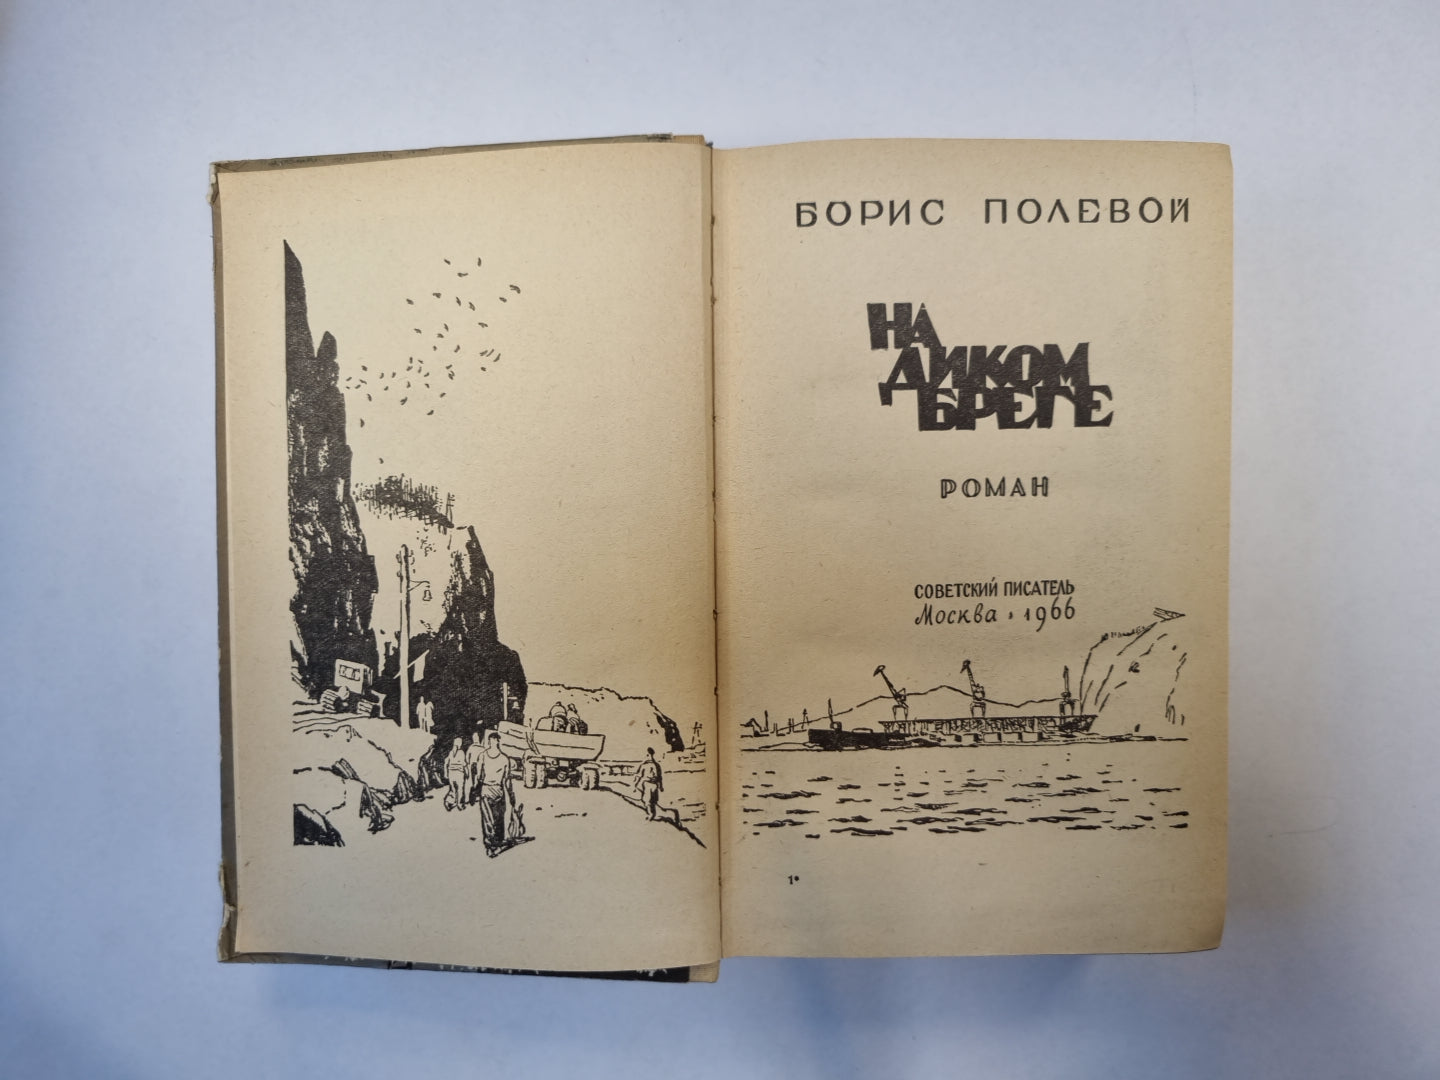 БОРИС ПОЛЕВОЙ
НА
ДИКОМ
БРЕГЕ
РОМАН
СОВЕТСКИЙ ПИСАТЕЛЬ
Москва • 1966
1*